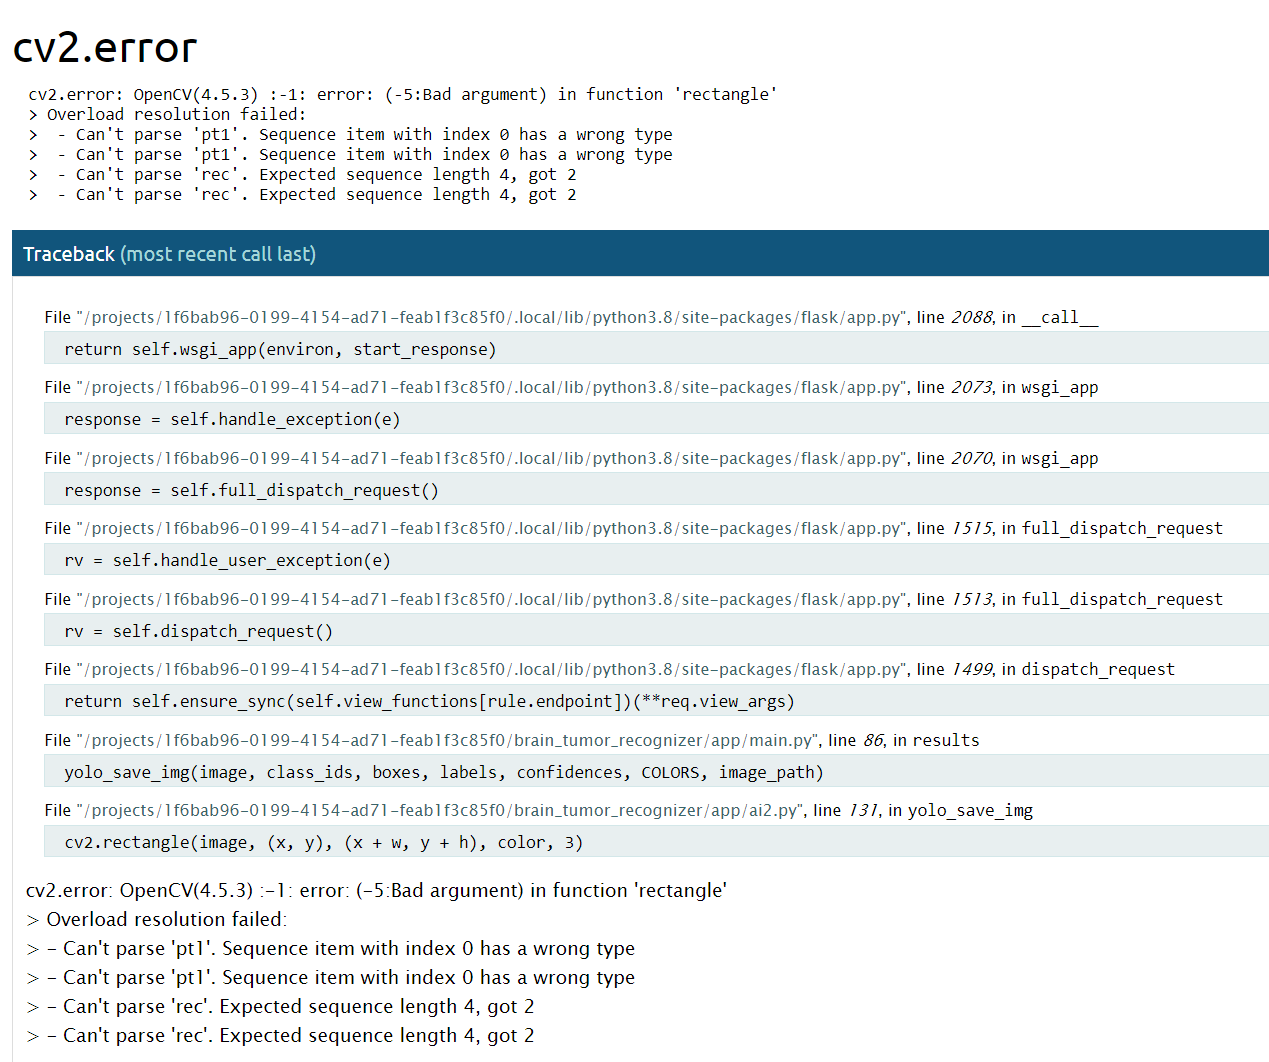 cv2.error
cv2.error: OpenCV(4.5.3) :-1: error: (-5:Bad argument) in function 'rectangle'
> Overload resolution failed:
>  - Can't parse 'pt1'. Sequence item with index 0 has a wrong type
>  - Can't parse 'pt1'. Sequence item with index 0 has a wrong type
>  - Can't parse 'rec'. Expected sequence length 4, got 2
>  - Can't parse 'rec'. Expected sequence length 4, got 2
Traceback (most recent call last)
File "/projects/1f6bab96-0199-4154-ad71-feab1f3c85f0/.local/lib/python3.8/site-packages/flask/app.py", line 2088, in __call__
return self.wsgi_app(environ, start_response)
File "/projects/1f6bab96-0199-4154-ad71-feab1f3c85f0/.local/lib/python3.8/site-packages/flask/app.py", line 2073, in wsgi_app
response = self.handle_exception(e)
File "/projects/1f6bab96-0199-4154-ad71-feab1f3c85f0/.local/lib/python3.8/site-packages/flask/app.py", line 2070, in wsgi_app
response = self.full_dispatch_request()
File "/projects/1f6bab96-0199-4154-ad71-feab1f3c85f0/.local/lib/python3.8/site-packages/flask/app.py", line 1515, in full_dispatch_request
rv = self.handle_user_exception(e)
File "/projects/1f6bab96-0199-4154-ad71-feab1f3c85f0/.local/lib/python3.8/site-packages/flask/app.py", line 1513, in full_dispatch_request
rv = self.dispatch_request()
File "/projects/1f6bab96-0199-4154-ad71-feab1f3c85f0/.local/lib/python3.8/site-packages/flask/app.py", line 1499, in dispatch_request
return self.ensure_sync(self.view_functions[rule.endpoint])(**req.view_args)
File "/projects/1f6bab96-0199-4154-ad71-feab1f3c85f0/brain_tumor_recognizer/app/main.py", line 86, in results
yolo_save_img(image, class_ids, boxes, labels, confidences, COLORS, image_path)
File "/projects/1f6bab96-0199-4154-ad71-feab1f3c85f0/brain_tumor_recognizer/app/ai2.py", line 131, in yolo_save_img
cv2.rectangle(image, (x, y), (x + w, y + h), color, 3)
cv2.error: OpenCV(4.5.3) :-1: error: (-5:Bad argument) in function 'rectangle'
> Overload resolution failed:
> - Can't parse 'pt1'. Sequence item with index 0 has a wrong type
> - Can't parse 'pt1'. Sequence item with index 0 has a wrong type
> - Can't parse 'rec'. Expected sequence length 4, got 2
> - Can't parse 'rec'. Expected sequence length 4, got 2